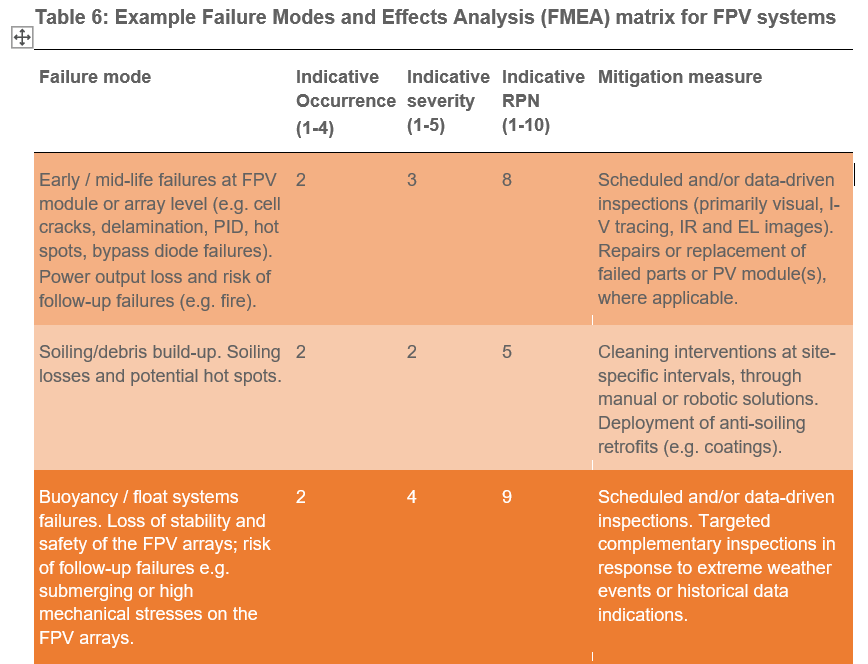 Table 6: Example Failure Modes and Effects Analysis (FMEA) matrix for FPV systems
Failure mode
Indicative
Occurrence
(1-4)
Indicative
severity
(1-5)
Indicative
RPN
(1-10)
Mitigation measure
Early / mid-life failures at FPV
module or array level (e.g. cell
cracks, delamination, PID, hot
spots, bypass diode failures).
Power output loss and risk of
follow-up failures (e.g. fire).
2
3
8
Scheduled and/or data-driven
inspections (primarily visual, I-
V tracing, IR and EL images).
Repairs or replacement of
failed parts or PV module(s),
where applicable.
Soiling/debris build-up. Soiling
losses and potential hot spots.
2
2
5
Cleaning interventions at site-
specific intervals, through
manual or robotic solutions.
Deployment of anti-soiling
retrofits (e.g. coatings).
Buoyancy / float systems
failures. Loss of stability and
safety of the FPV arrays; risk
of follow-up failures e.g.
submerging or high
mechanical stresses on the
FPV arrays.
2
4
9
Scheduled and/or data-driven
inspections. Targeted
complementary inspections in
response to extreme weather
events or historical data
indications.